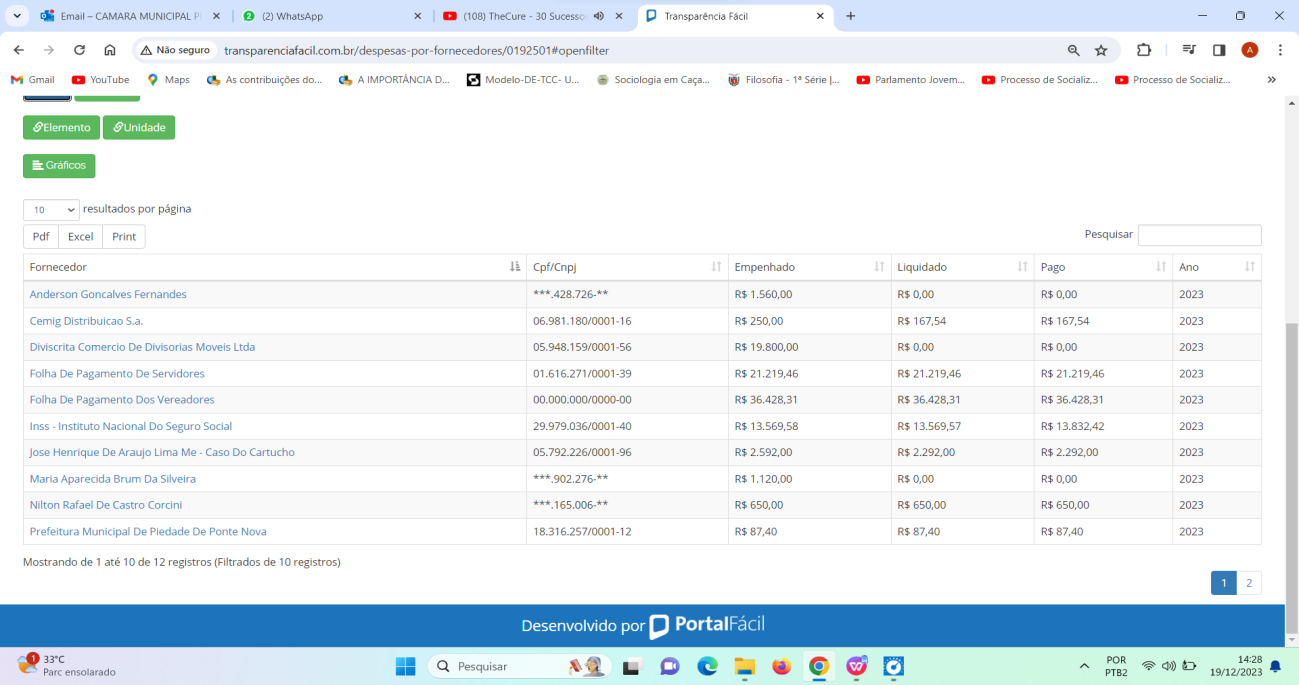 Email – CAMARA MUNICIPAL P
(2) WhatsApp
(108) TheCure - 30 Sucesso
Transparência Fácil
Não seguro
transparenciafacil.com.br/despesas-por-fornecedores/0192501#openfilter
A
Gmail
YouTube
Maps
As contribuições do...
A IMPORTÂNCIA D...
Modelo-DE-TCC- U...
Sociologia em Caça...
Filosofia - 1ª Série |...
Parlamento Jovem...
Processo de Socializ...
Processo de Socializ...
Elemento
Unidade
Gráficos
10 resultados por página
Pdf Excel Print
Pesquisar
Fornecedor Cpf/Cnpj Empenhado Liquidado Pago Ano
Anderson Goncalves Fernandes ***.428.726-** R$ 1.560,00 R$ 0,00 R$ 0,00 2023
Cemig Distribuicao S.a. 06.981.180/0001-16 R$ 250,00 R$ 167,54 R$ 167,54 2023
Diviscrita Comercio De Divisorias Moveis Ltda 05.948.159/0001-56 R$ 19.800,00 R$ 0,00 R$ 0,00 2023
Folha De Pagamento De Servidores 01.616.271/0001-39 R$ 21.219,46 R$ 21.219,46 R$ 21.219,46 2023
Folha De Pagamento Dos Vereadores 00.000.000/0000-00 R$ 36.428,31 R$ 36.428,31 R$ 36.428,31 2023
Inss - Instituto Nacional Do Seguro Social 29.979.036/0001-40 R$ 13.569,58 R$ 13.569,57 R$ 13.832,42 2023
Jose Henrique De Araujo Lima Me - Caso Do Cartucho 05.792.226/0001-96 R$ 2.592,00 R$ 2.292,00 R$ 2.292,00 2023
Maria Aparecida Brum Da Silveira ***.902.276-** R$ 1.120,00 R$ 0,00 R$ 0,00 2023
Nilton Rafael De Castro Corcini ***.165.006-** R$ 650,00 R$ 650,00 R$ 650,00 2023
Prefeitura Municipal De Piedade De Ponte Nova 18.316.257/0001-12 R$ 87,40 R$ 87,40 R$ 87,40 2023
Mostrando de 1 até 10 de 12 registros (Filtrados de 10 registros)
1 2
Desenvolvido por PortalFácil
1
33°C
Parc ensolarado
Pesquisar
POR
PTB2
14:28
19/12/2023